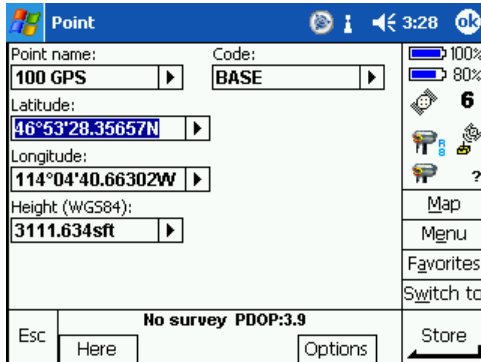 Point 3:28 ok
Point name: Code:
100 GPS BASE
Latitude:
46°53'28.35657N
Longitude:
114°04'40.66302W
Height (WGS84):
3111.634sft
100%
80%
6
R8
?
Map
Menu
Favorites
Switch to
No survey PDOP:3.9
Esc Here Options Store